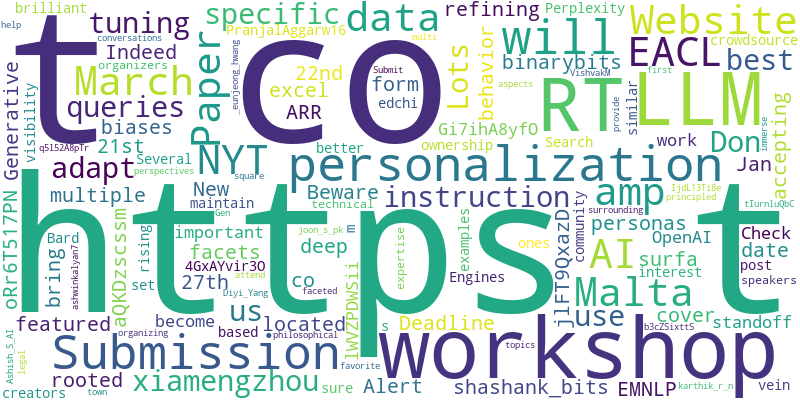 brilliant
t
tuning
co
specific
data
refining
Perplexity
Website
help
conversations
multi
PranjalAggarw16
crowdsource
organizers
_eunjeong_hwang
Submit
VishvakM
first
Generative
Indeed
March
Paper
22nd
Lots
behavior
will
binarybits
EACL
best
visibility
queries
excel
ARR
form
edchi
RT
LLM
provide
similar
aspects
biases
21st
q5152A8pTr
better
Gi7ihA8yfO
ownership
Search
Don
work
Jan
accepting
Several
perspectives
adapt
NYT
personalization
immerse
oRr6T517PN
multiple
New
Beware
amp
IjdL13Ti8e
principled
maintain
square
instruction
jlFT9QxazD
personas
surrounding
tIurnluQbC
https
t
Bard
rising
important
technical
community
OpenAI
Check
date
bring
aQKDzscssm
Gen
joon_s_pk
m
expertise
examples
AI
surfa
post
speakers
ashwinkalyan7
facets
deep
ones
Engines
interest
4GxAYvir3O
attend
set
27th
co
lWVZPDWSii
Malta
Diyi_Yang
faceted
us
become
s
use
cover
b3cZSixttS
featured
located
Deadline
workshop
standoff
Ashish_S_AI
organizing
based
Submission
rooted
philosophical
topics
EMNLP
vein
favorite
creators
legal
town
xiamengzhou
sure
Alert
shashank_bits
karthik_r_n